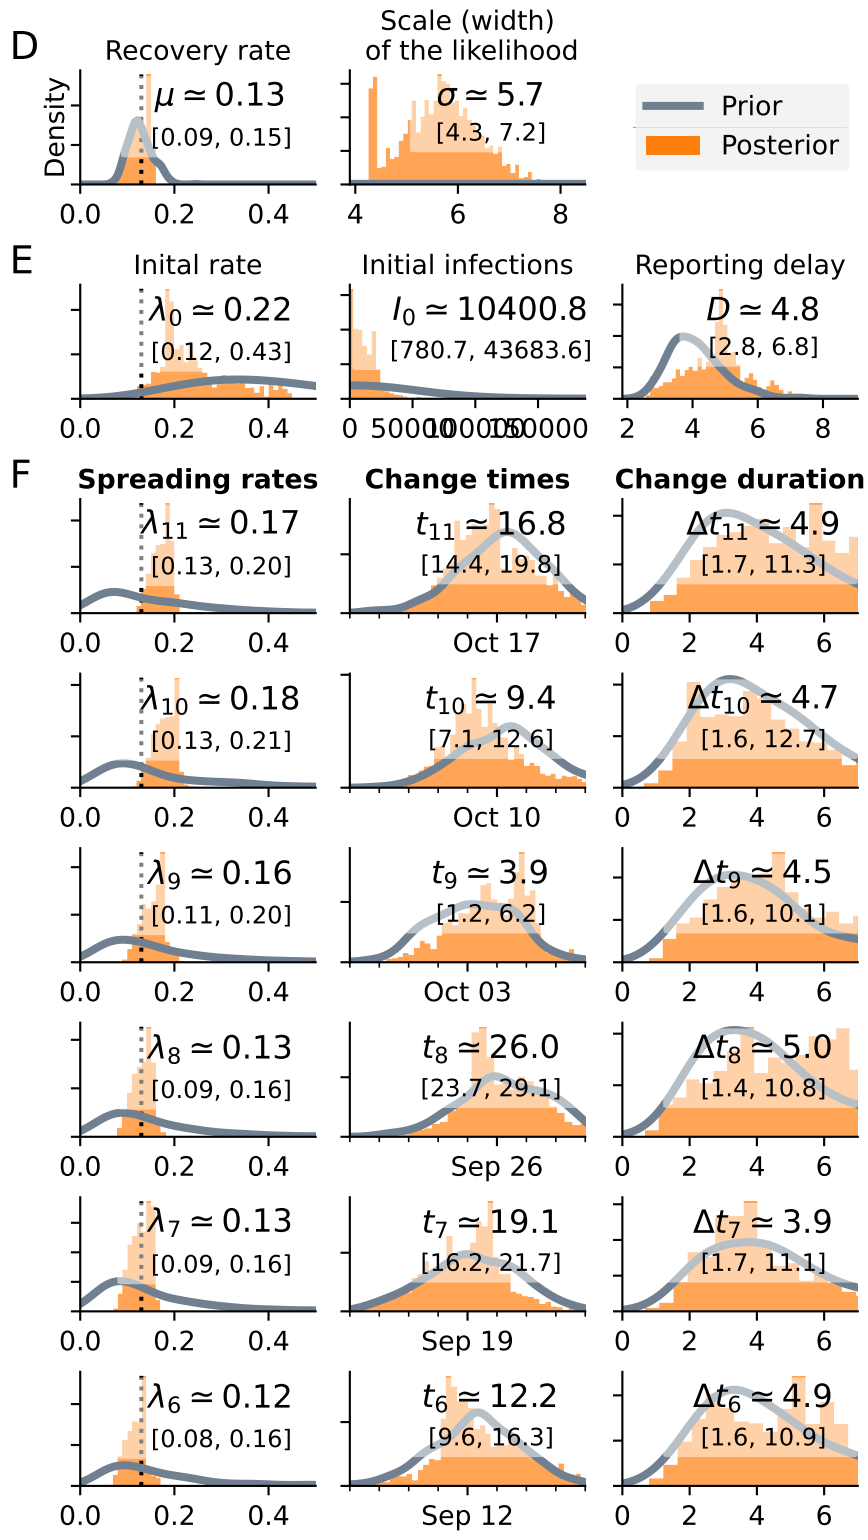 D
Recovery rate
Scale (width)
of the likelihood
Density
μ ≃ 0.13
[0.09, 0.15]
σ ≃ 5.7
[4.3, 7.2]
Prior
Posterior
0.0 0.2 0.4
4 6 8
E
Inital rate
Initial infections
Reporting delay
λ0 ≃ 0.22
[0.12, 0.43]
I0 ≃ 10400.8
[780.7, 43683.6]
D ≃ 4.8
[2.8, 6.8]
0.0 0.2 0.4
0 50000 100000 150000
2 4 6 8
F
Spreading rates
Change times
Change duration
λ11 ≃ 0.17
[0.13, 0.20]
t11 ≃ 16.8
[14.4, 19.8]
Δt11 ≃ 4.9
[1.7, 11.3]
0.0 0.2 0.4
Oct 17
0 2 4 6
λ10 ≃ 0.18
[0.13, 0.21]
t10 ≃ 9.4
[7.1, 12.6]
Δt10 ≃ 4.7
[1.6, 12.7]
0.0 0.2 0.4
Oct 10
0 2 4 6
λ9 ≃ 0.16
[0.11, 0.20]
t9 ≃ 3.9
[1.2, 6.2]
Δt9 ≃ 4.5
[1.6, 10.1]
0.0 0.2 0.4
Oct 03
0 2 4 6
λ8 ≃ 0.13
[0.09, 0.16]
t8 ≃ 26.0
[23.7, 29.1]
Δt8 ≃ 5.0
[1.4, 10.8]
0.0 0.2 0.4
Sep 26
0 2 4 6
λ7 ≃ 0.13
[0.09, 0.16]
t7 ≃ 19.1
[16.2, 21.7]
Δt7 ≃ 3.9
[1.7, 11.1]
0.0 0.2 0.4
Sep 19
0 2 4 6
λ6 ≃ 0.12
[0.08, 0.16]
t6 ≃ 12.2
[9.6, 16.3]
Δt6 ≃ 4.9
[1.6, 10.9]
0.0 0.2 0.4
Sep 12
0 2 4 6